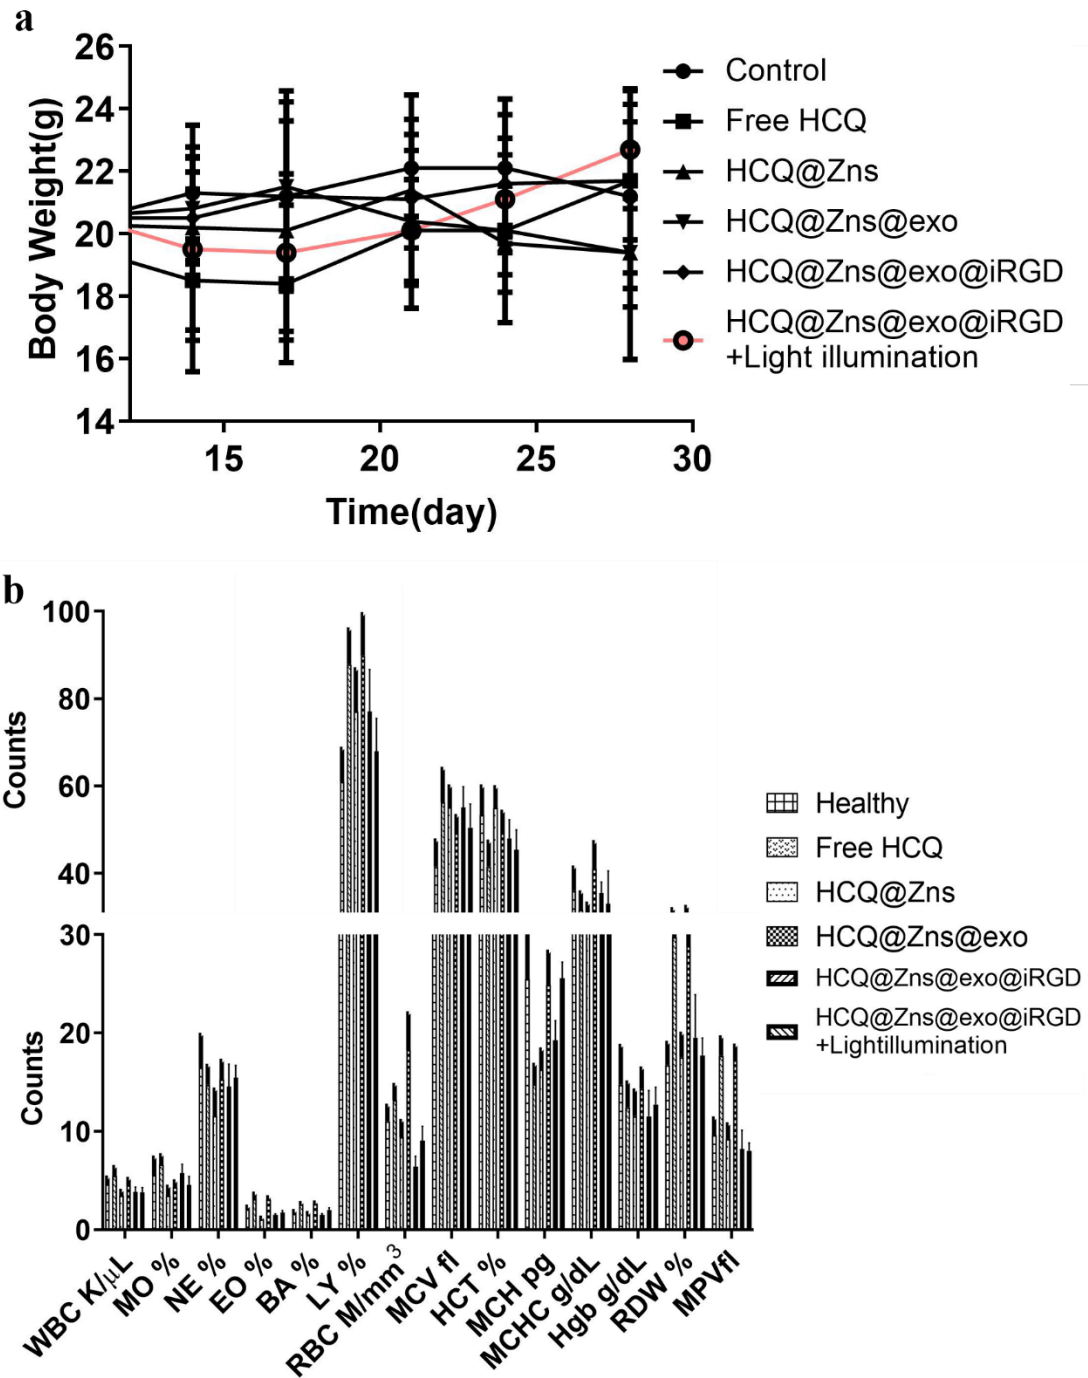 a
26
24
22
20
18
16
14
Body Weight(g)
15
20
25
30
Time(day)
Control
Free HCQ
HCQ@Zns
HCQ@Zns@exo
HCQ@Zns@exo@iRGD
HCQ@Zns@exo@iRGD
+Light illumination
b
100
80
60
40
Counts
30
20
10
0
Counts
WBC K/μL
MO %
NE %
EO %
BA %
LY %
RBC M/mm³
MCV fl
HCT %
MCH pg
MCHC g/dL
Hgb g/dL
RDW %
MPVfl
Healthy
Free HCQ
HCQ@Zns
HCQ@Zns@exo
HCQ@Zns@exo@iRGD
HCQ@Zns@exo@iRGD
+Lightillumination